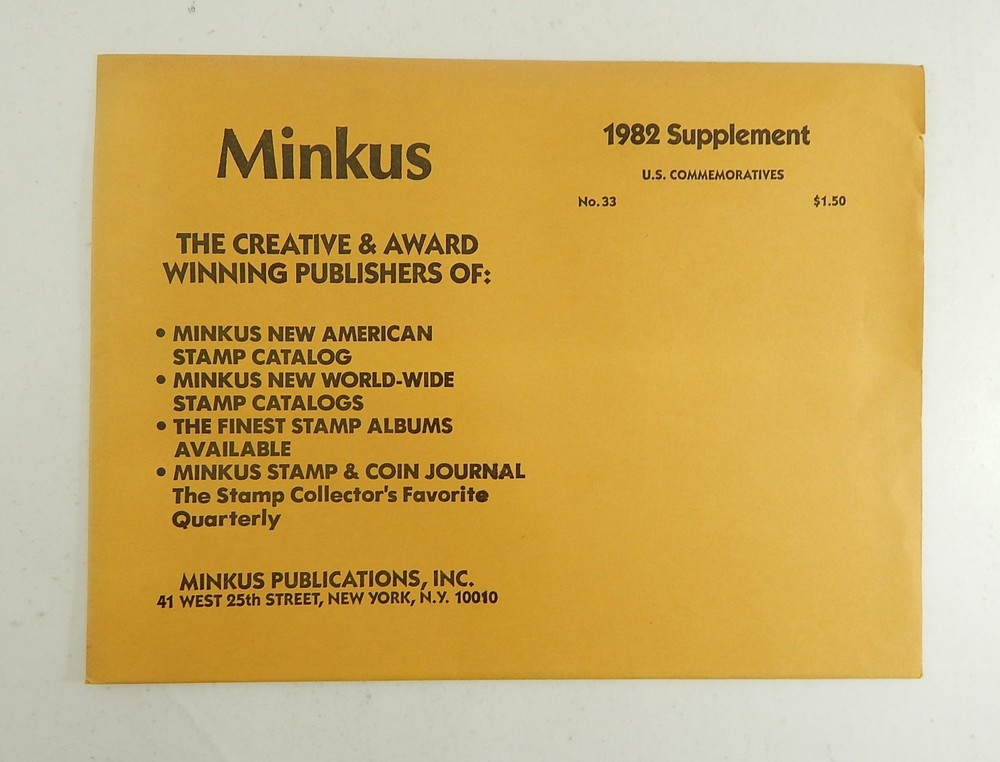 Minkus
THE CREATIVE & AWARD
WINNING PUBLISHERS OF:
• MINKUS NEW AMERICAN
STAMP CATALOG
• MINKUS NEW WORLD-WIDE
STAMP CATALOGS
• THE FINEST STAMP ALBUMS
AVAILABLE
• MINKUS STAMP & COIN JOURNAL
The Stamp Collector's Favorite
Quarterly
MINKUS PUBLICATIONS, INC.
41 WEST 25th STREET, NEW YORK, N.Y. 10010
1982 Supplement
U.S. COMMEMORATIVES
No. 33 $1.50